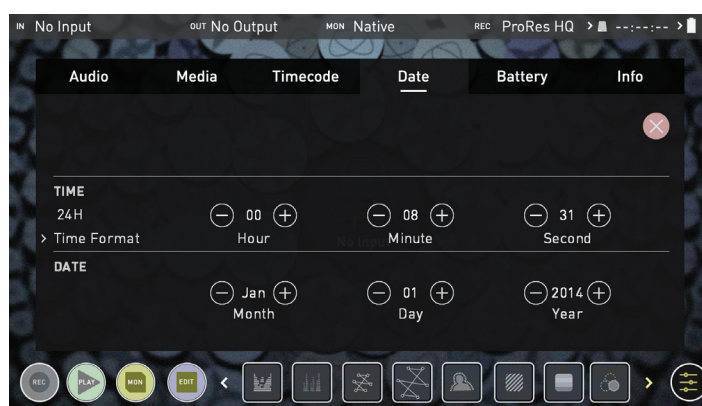 IN No Input OUT No Output MON Native REC ProRes HQ > --:--:-- >
Audio Media Timecode Date Battery Info
TIME
24H 00 08 31
> Time Format Hour No Input Minute Second
DATE
Jan 01 2014
Month Day Year
REC PLAY MON EDIT